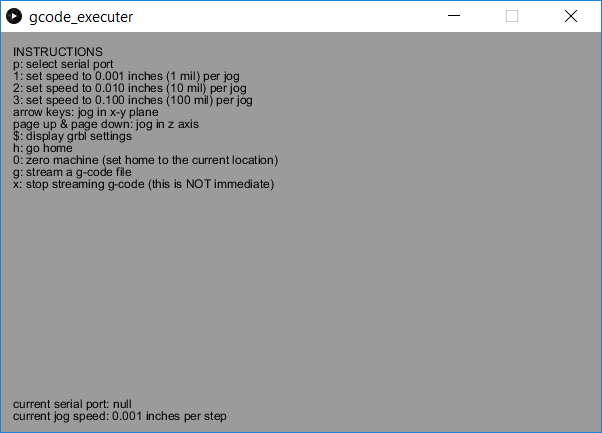 gcode_executer
INSTRUCTIONS
p: select serial port
1: set speed to 0.001 inches (1 mil) per jog
2: set speed to 0.010 inches (10 mil) per jog
3: set speed to 0.100 inches (100 mil) per jog
arrow keys: jog in x-y plane
page up & page down: jog in z axis
$: display grbl settings
h: go home
0: zero machine (set home to the current location)
g: stream a g-code file
x: stop streaming g-code (this is NOT immediate)
current serial port: null
current jog speed: 0.001 inches per step